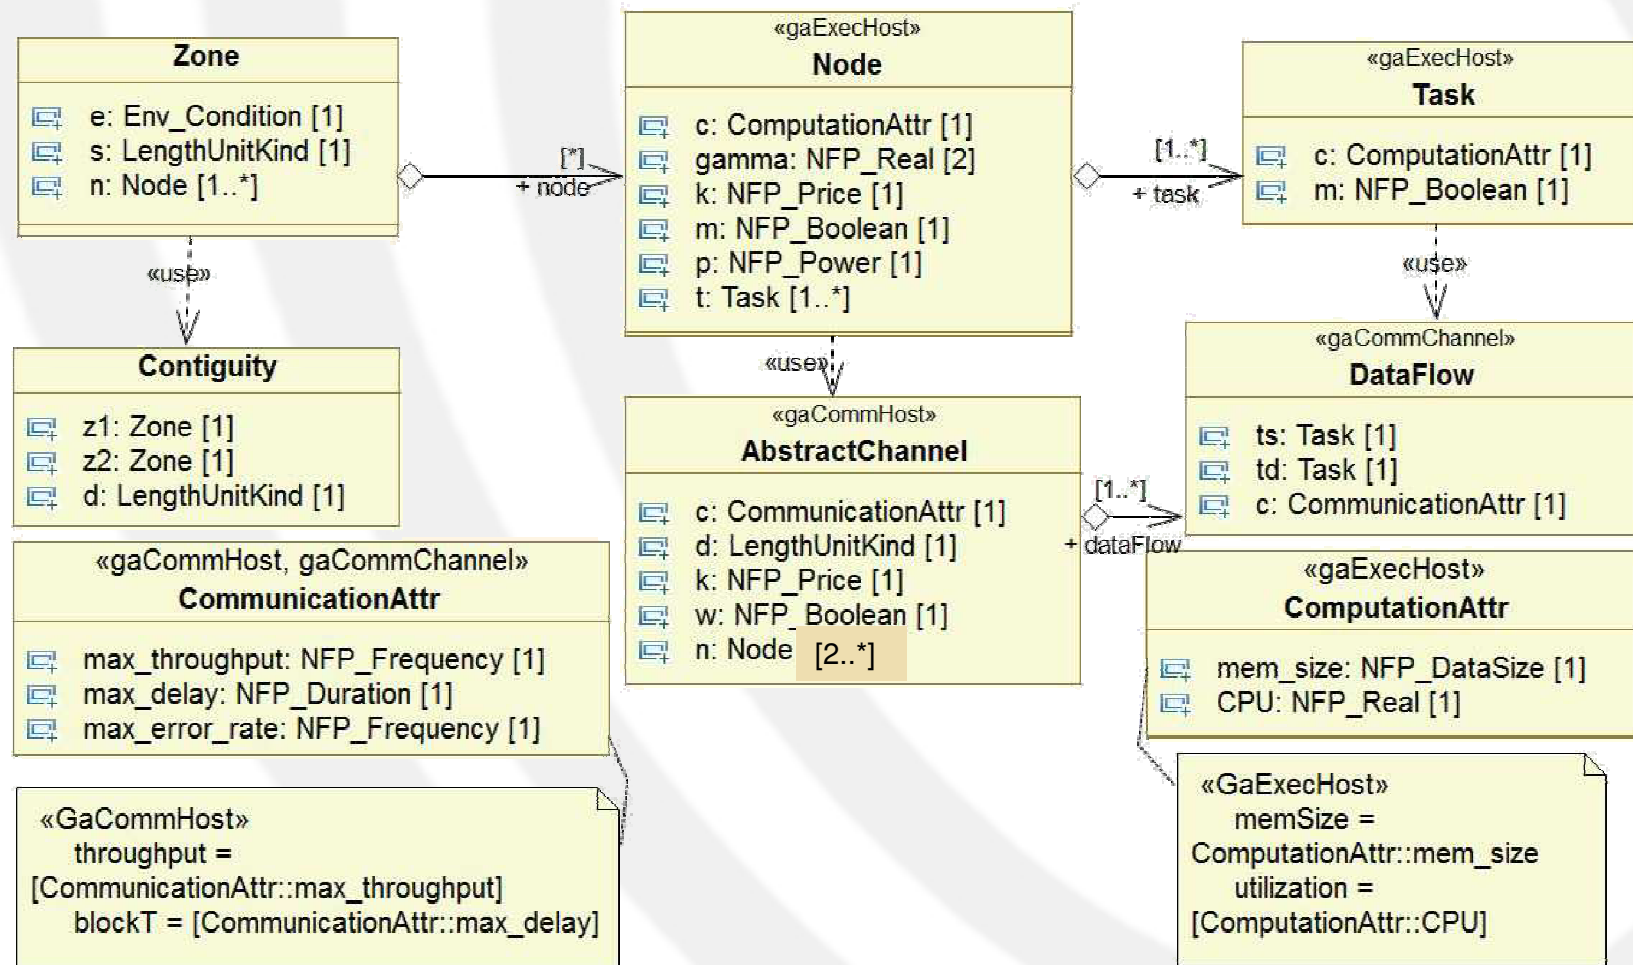 Zone
e: Env_Condition [1]
s: LengthUnitKind [1]
n: Node [1..*]
[*]
+ node
«gaExecHost»
Node
c: ComputationAttr [1]
gamma: NFP_Real [2]
k: NFP_Price [1]
m: NFP_Boolean [1]
p: NFP_Power [1]
t: Task [1..*]
[1..*]
+ task
«gaExecHost»
Task
c: ComputationAttr [1]
m: NFP_Boolean [1]
«use»
«use»
«use»
Contiguity
z1: Zone [1]
z2: Zone [1]
d: LengthUnitKind [1]
«gaCommHost»
AbstractChannel
c: CommunicationAttr [1]
d: LengthUnitKind [1]
k: NFP_Price [1]
w: NFP_Boolean [1]
n: Node [2..*]
[1..*]
+ dataFlow
«gaCommChannel»
DataFlow
ts: Task [1]
td: Task [1]
c: CommunicationAttr [1]
«gaCommHost, gaCommChannel»
CommunicationAttr
max_throughput: NFP_Frequency [1]
max_delay: NFP_Duration [1]
max_error_rate: NFP_Frequency [1]
«gaExecHost»
ComputationAttr
mem_size: NFP_DataSize [1]
CPU: NFP_Real [1]
«GaCommHost»
throughput =
[CommunicationAttr::max_throughput]
blockT = [CommunicationAttr::max_delay]
«GaExecHost»
memSize =
ComputationAttr::mem_size
utilization =
[ComputationAttr::CPU]